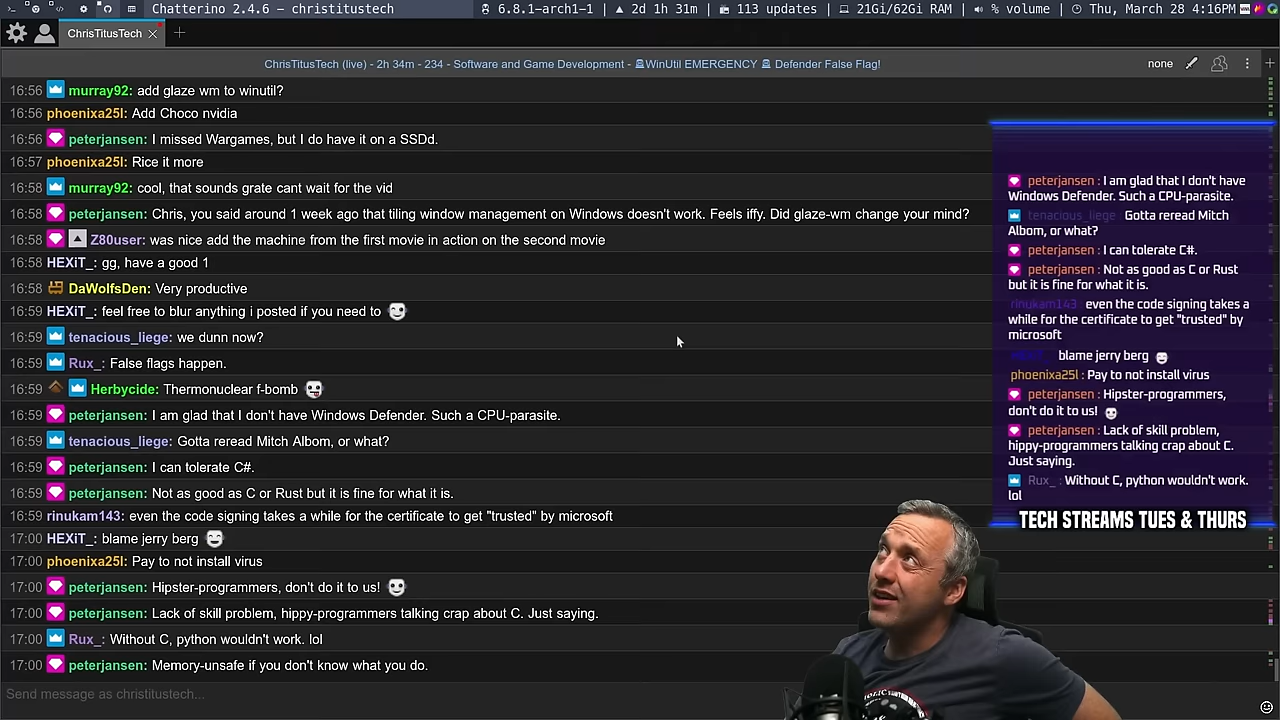 Chatterino 2.4.6 - christitustech
6.8.1-arch1-1 | 2d 1h 31m | 113 updates | 21Gi/62Gi RAM | % volume | Thu, March 28 4:16PM
ChrisTitusTech
ChrisTitusTech (live) - 2h 34m - 234 - Software and Game Development - 🚨WinUtil EMERGENCY 🚨 Defender False Flag!
none
16:56 murray92: add glaze wm to winutil?
16:56 phoenixa25l: Add Choco nvidia
16:56 peterjansen: I missed Wargames, but I do have it on a SSDd.
16:57 phoenixa25l: Rice it more
16:58 murray92: cool, that sounds grate cant wait for the vid
16:58 peterjansen: Chris, you said around 1 week ago that tiling window management on Windows doesn't work. Feels iffy. Did glaze-wm change your mind?
16:58 Z80user: was nice add the machine from the first movie in action on the second movie
16:58 HEXiT_: gg, have a good 1
16:58 DaWolfsDen: Very productive
16:59 HEXiT_: feel free to blur anything i posted if you need to
16:59 tenacious_liege: we dunn now?
16:59 Rux_: False flags happen.
16:59 Herbycide: Thermonuclear f-bomb
16:59 peterjansen: I am glad that I don't have Windows Defender. Such a CPU-parasite.
16:59 tenacious_liege: Gotta reread Mitch Albom, or what?
16:59 peterjansen: I can tolerate C#.
16:59 peterjansen: Not as good as C or Rust but it is fine for what it is.
16:59 rinukam143: even the code signing takes a while for the certificate to get "trusted" by microsoft
17:00 HEXiT_: blame jerry berg
17:00 phoenixa25l: Pay to not install virus
17:00 peterjansen: Hipster-programmers, don't do it to us!
17:00 peterjansen: Lack of skill problem, hippy-programmers talking crap about C. Just saying.
17:00 Rux_: Without C, python wouldn't work. lol
17:00 peterjansen: Memory-unsafe if you don't know what you do.
Send message as christitustech...
peterjansen : I am glad that I don't have
Windows Defender. Such a CPU-parasite.
tenacious_liege : Gotta reread Mitch
Albom, or what?
peterjansen : I can tolerate C#.
peterjansen : Not as good as C or Rust
but it is fine for what it is.
rinukam143 : even the code signing takes a
while for the certificate to get "trusted" by
microsoft
HEXiT_ : blame jerry berg
phoenixa25l : Pay to not install virus
peterjansen : Hipster-programmers,
don't do it to us!
peterjansen : Lack of skill problem,
hippy-programmers talking crap about C.
Just saying.
Rux_ : Without C, python wouldn't work.
lol
TECH STREAMS TUES & THURS